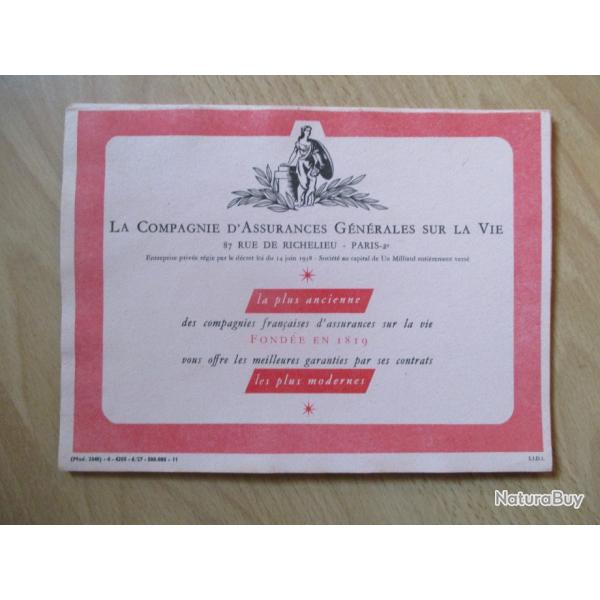 LA COMPAGNIE D'ASSURANCES GÉNÉRALES SUR LA VIE
87 RUE DE RICHELIEU - PARIS-2e
Entreprise privée régie par le décret loi du 14 juin 1938 - Société au capital de Un Milliard entièrement versé
la plus ancienne
des compagnies françaises d'assurances sur la vie
FONDÉE EN 1819
vous offre les meilleures garanties par ses contrats
les plus modernes
S.I.D.I.
NaturaBuy